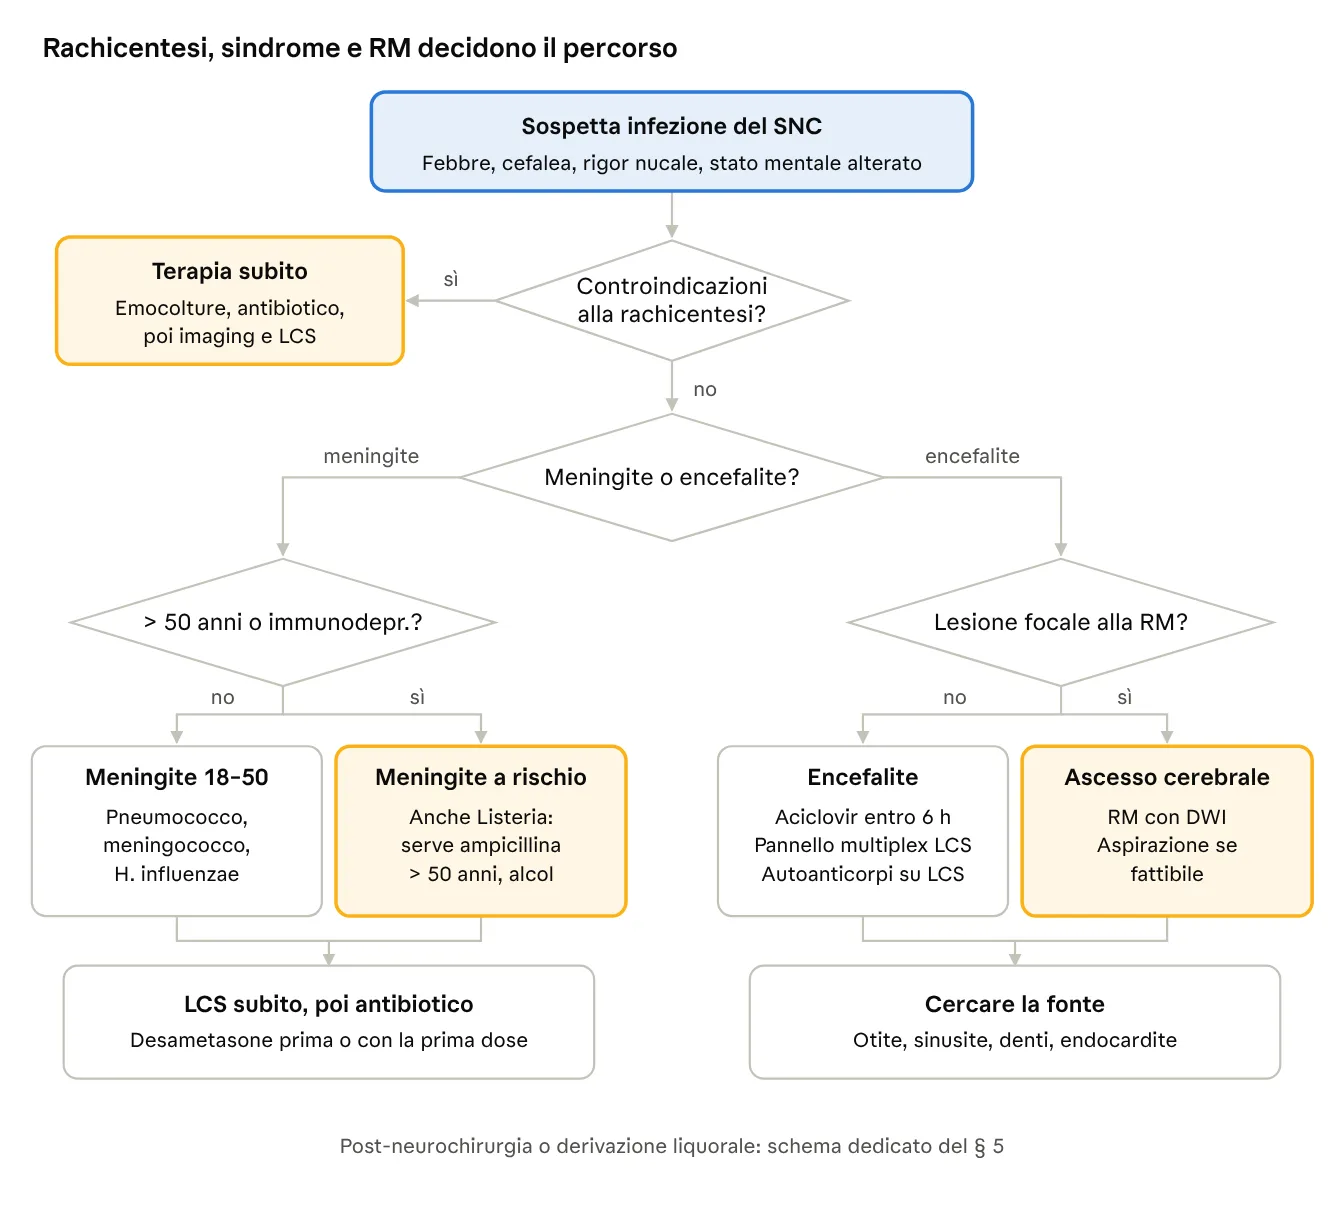 Rachicentesi, sindrome e RM decidono il percorso
Sospetta infezione del SNC
Febbre, cefalea, rigor nucale, stato mentale alterato
Terapia subito
Emocolture, antibiotico,
poi imaging e LCS
sì
Controindicazioni
alla rachicentesi?
no
meningite
Meningite o encefalite?
encefalite
> 50 anni o immunodepr.?
Lesione focale alla RM?
no
sì
no
sì
Meningite 18–50
Pneumococco,
meningococco,
H. influenzae
Meningite a rischio
Anche Listeria:
serve ampicillina
> 50 anni, alcol
Encefalite
Aciclovir entro 6 h
Pannello multiplex LCS
Autoanticorpi su LCS
Ascesso cerebrale
RM con DWI
Aspirazione se
fattibile
LCS subito, poi antibiotico
Desametasone prima o con la prima dose
Cercare la fonte
Otite, sinusite, denti, endocardite
Post-neurochirurgia o derivazione liquorale: schema dedicato del § 5